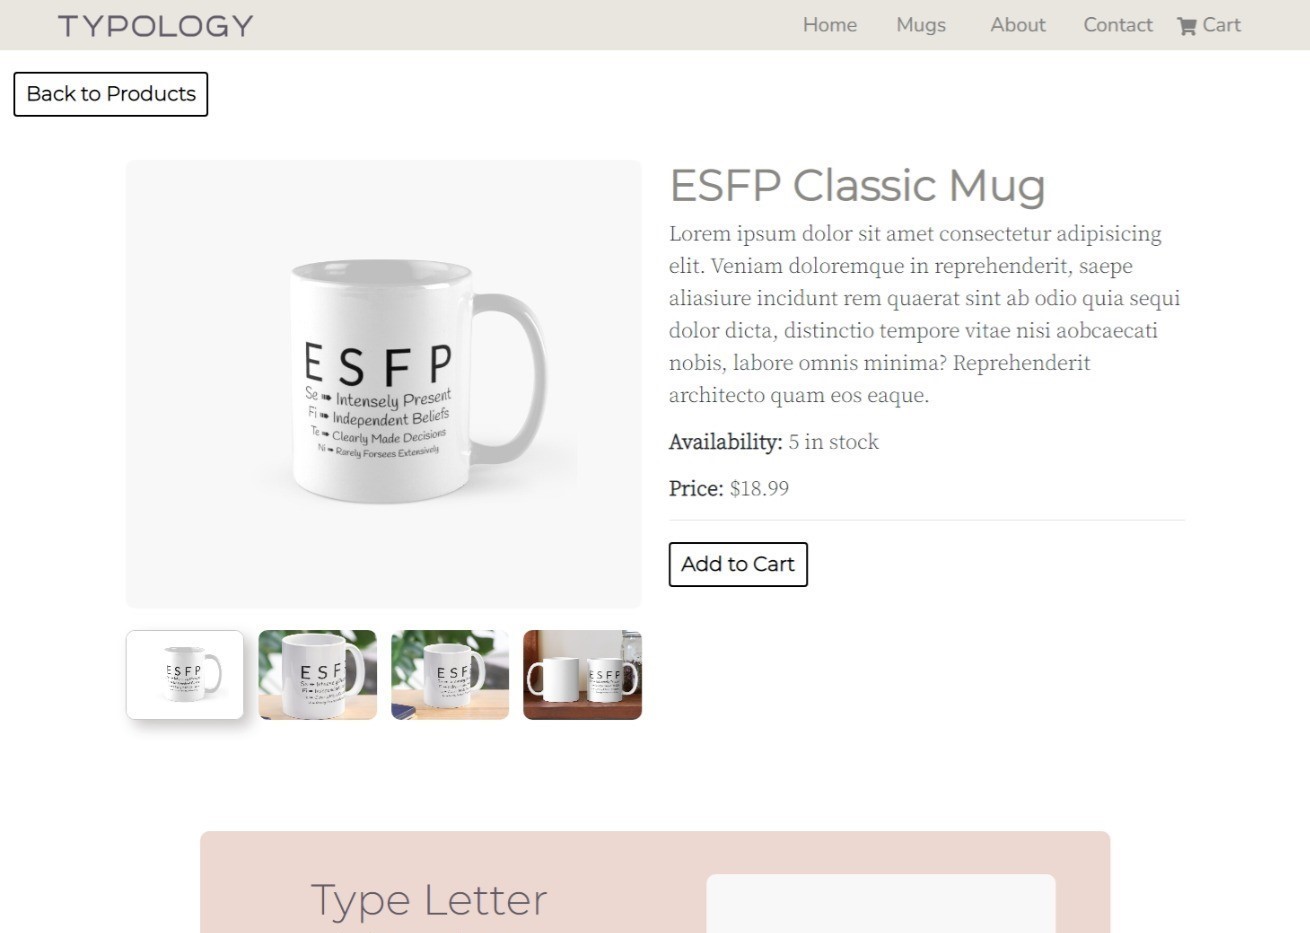 TYPOLOGY
Home
Mugs
About
Contact
Cart
Back to Products
ESFP
Se ➠ Intensely Present
Fi ➠ Independent Beliefs
Te ➠ Clearly Made Decisions
Ni ➠ Rarely Forsees Extensively
ESFP Classic Mug
Lorem ipsum dolor sit amet consectetur adipisicing
elit. Veniam doloremque in reprehenderit, saepe
aliasiure incidunt rem quaerat sint ab odio quia sequi
dolor dicta, distinctio tempore vitae nisi aobcaecati
nobis, labore omnis minima? Reprehenderit
architecto quam eos eaque.
Availability: 5 in stock
Price: $18.99
Add to Cart
ESFP
ESF
ESF
ESFP
Type Letter